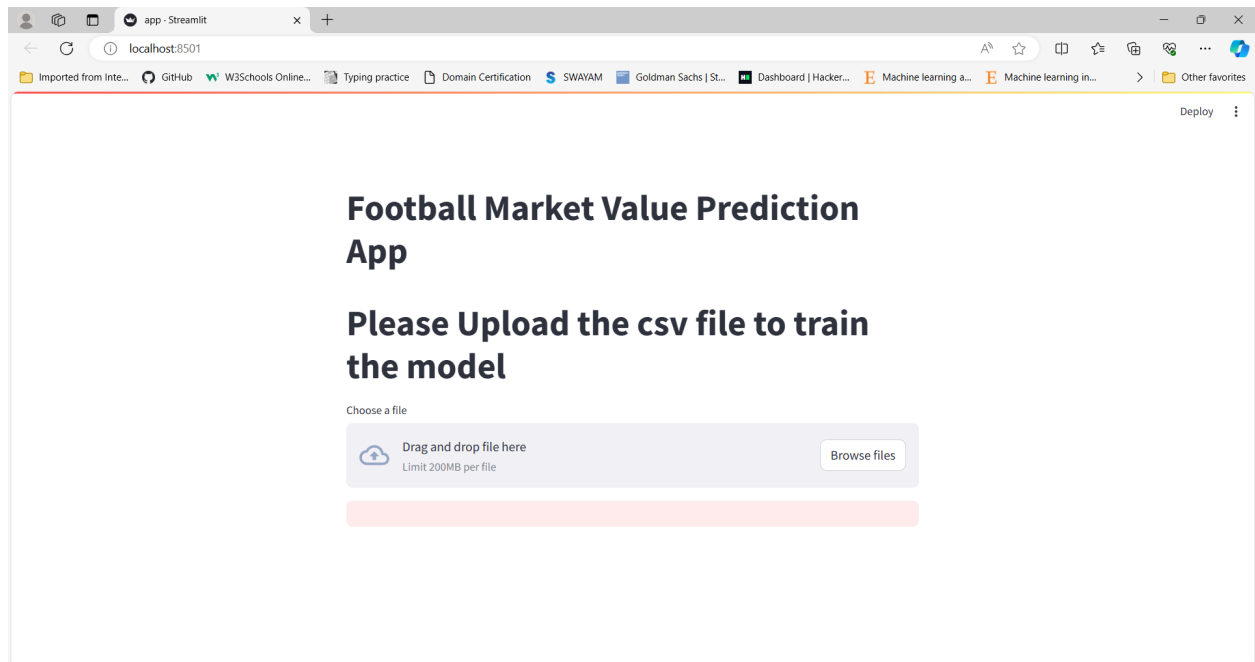 app - Streamlit
localhost:8501
Imported from Inte... GitHub W3Schools Online... Typing practice Domain Certification SWAYAM Goldman Sachs | St... Dashboard | Hacker... Machine learning a... Machine learning in... Other favorites
Deploy
Football Market Value Prediction
App
Please Upload the csv file to train
the model
Choose a file
Drag and drop file here
Limit 200MB per file
Browse files